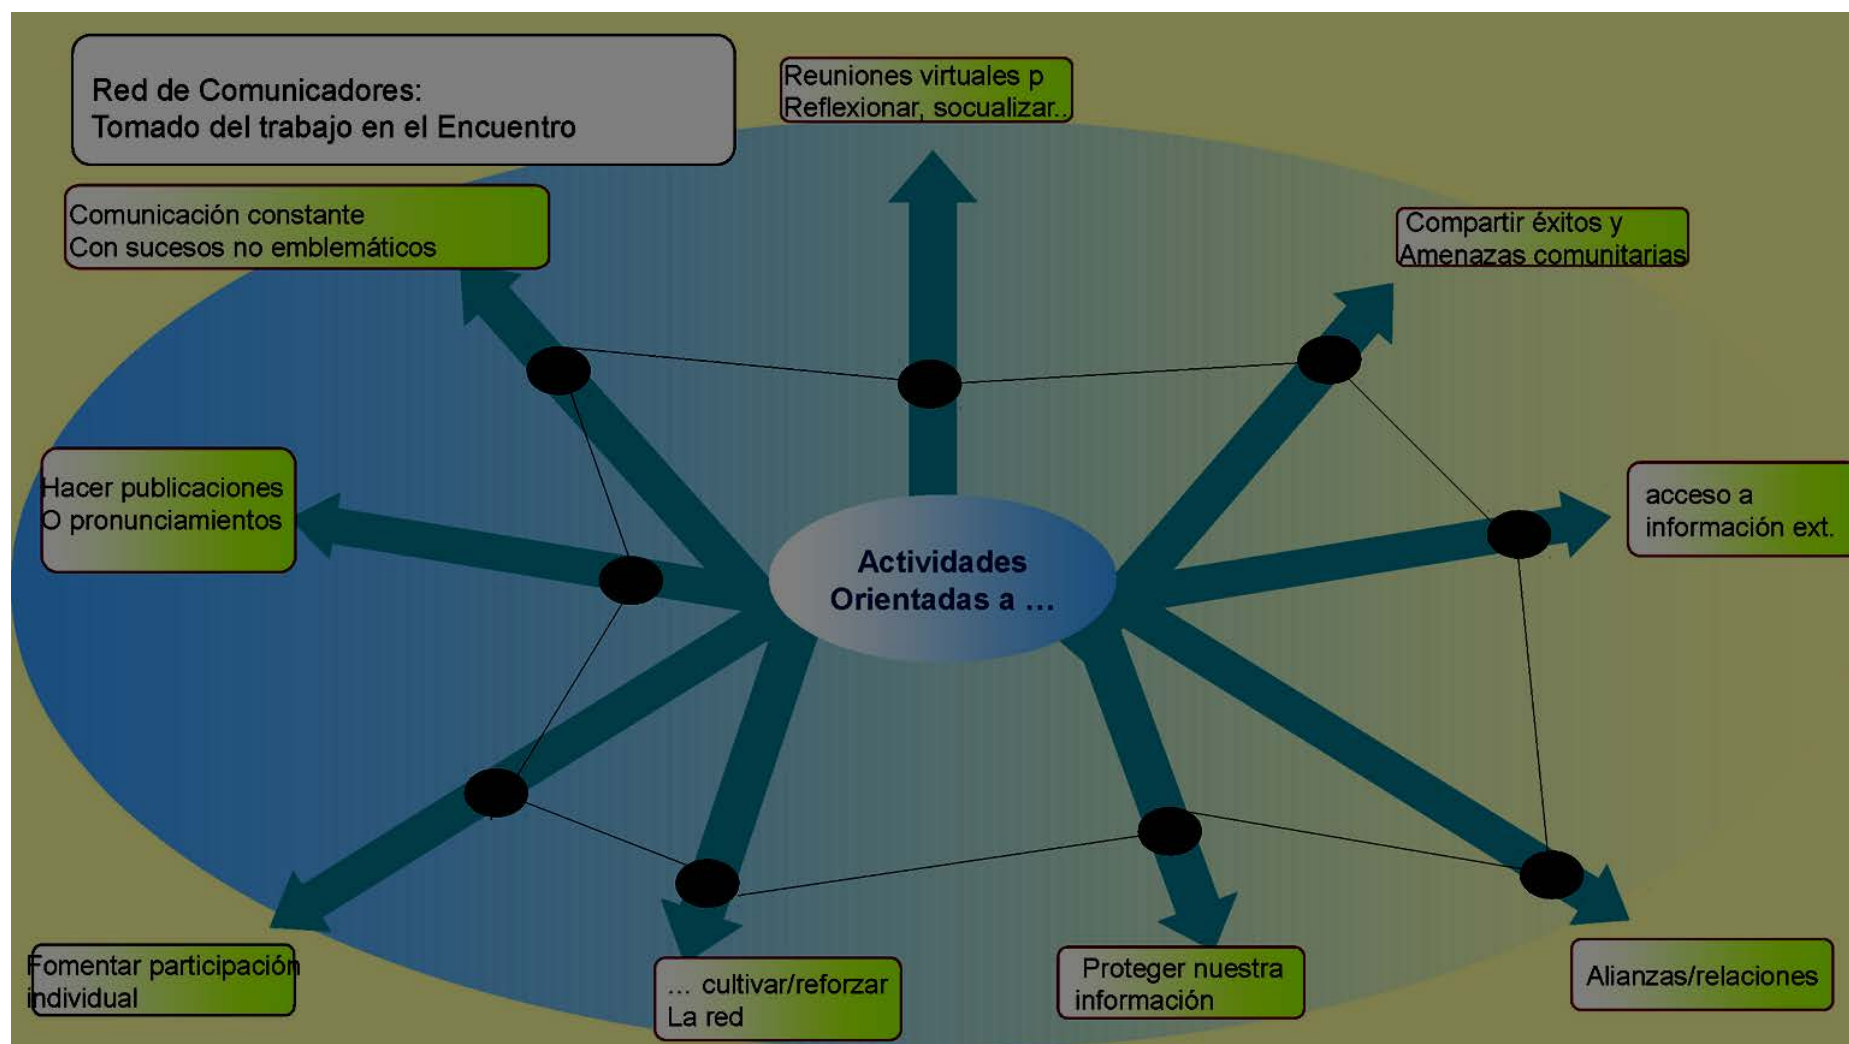 Red de Comunicadores:
Tomado del trabajo en el Encuentro
Reuniones virtuales p
Reflexionar, socualizar..
Comunicación constante
Con sucesos no emblemáticos
Compartir éxitos y
Amenazas comunitarias
Hacer publicaciones
O pronunciamientos
acceso a
información ext.
Actividades
Orientadas a ...
Fomentar participación
individual
... cultivar/reforzar
La red
Proteger nuestra
información
Alianzas/relaciones